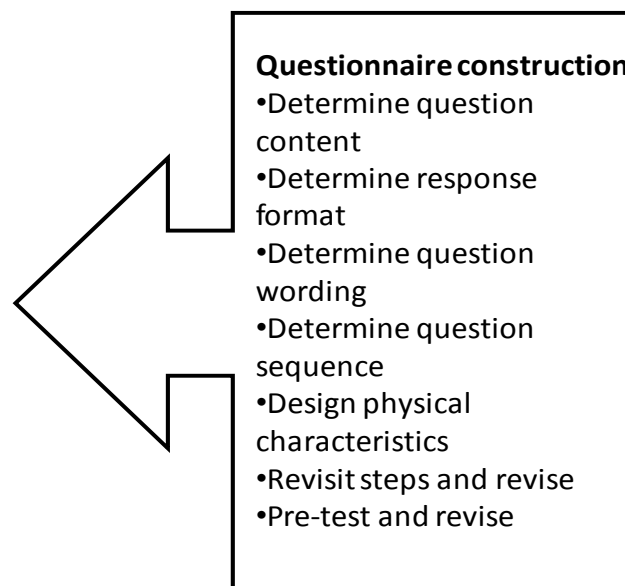 Questionnaire construction
•Determine question
content
•Determine response
format
•Determine question
wording
•Determine question
sequence
•Design physical
characteristics
•Revisit steps and revise
•Pre-test and revise